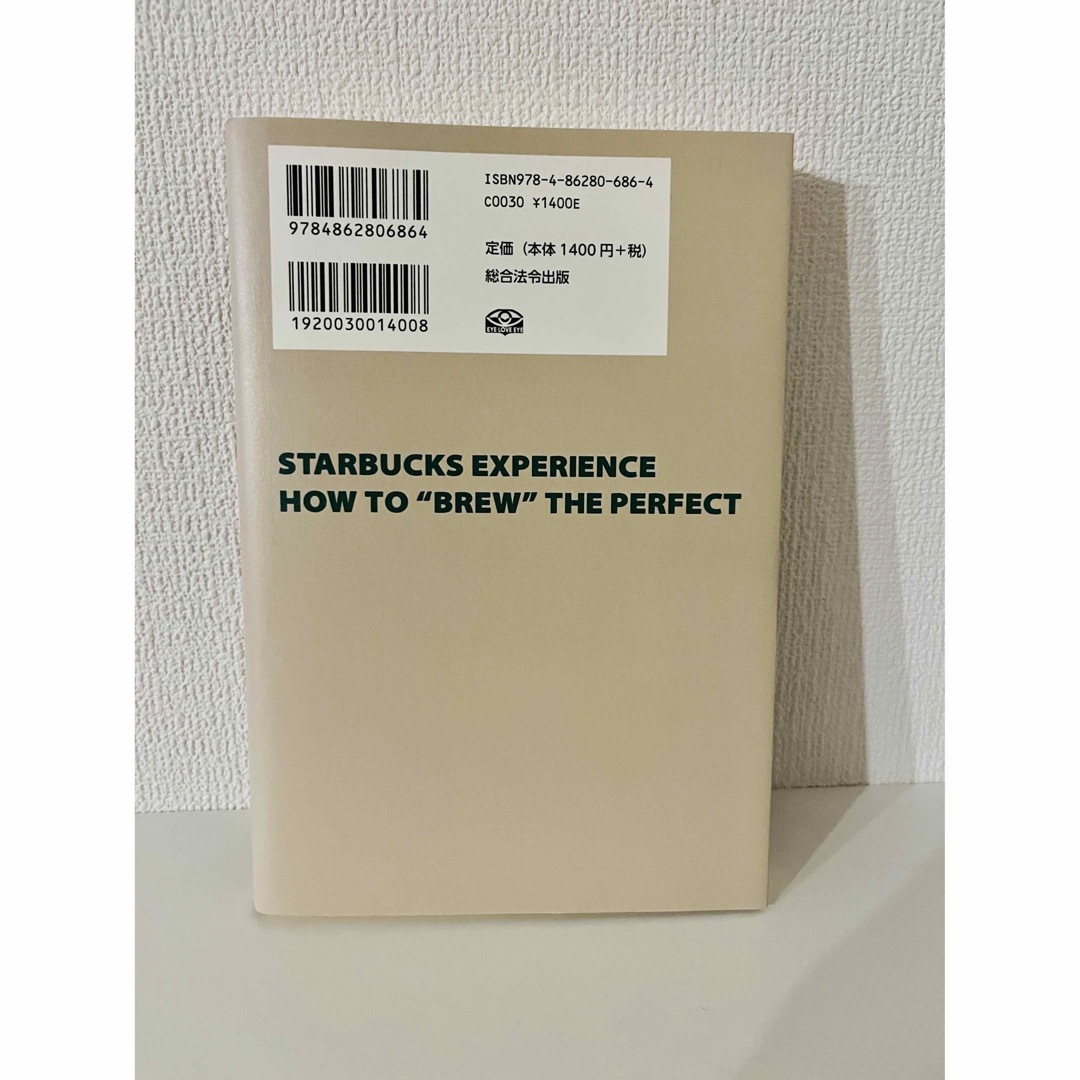 ISBN978-4-86280-686-4
C0030 ¥1400E
9784862806864
定価（本体1400円＋税）
総合法令出版
1920030014008
EYE LOVE EYE
STARBUCKS EXPERIENCE
HOW TO “BREW” THE PERFECT